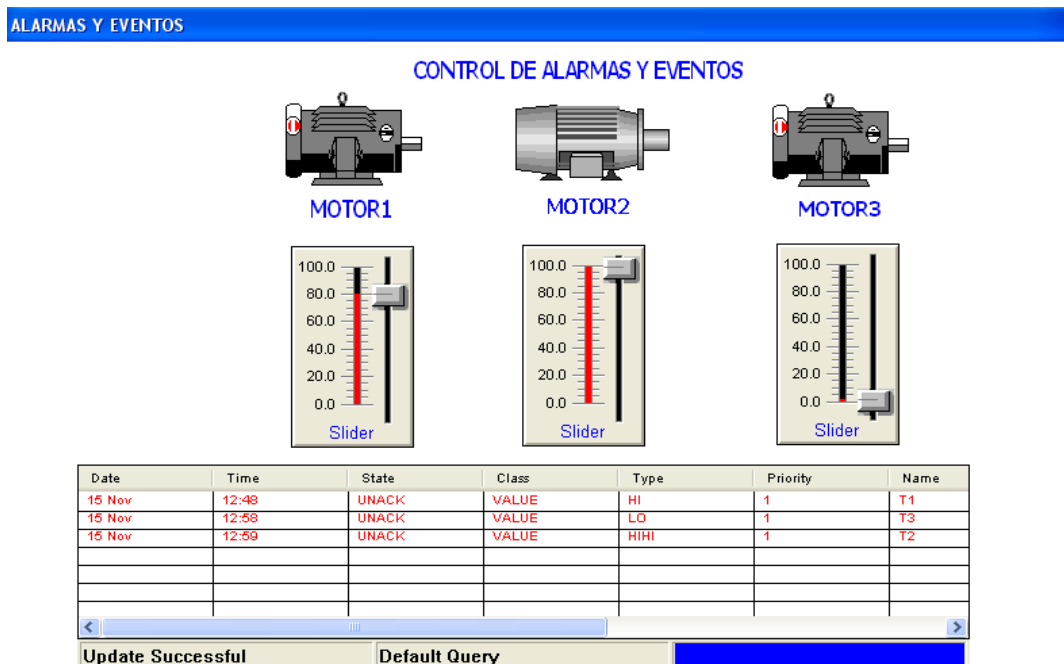 ALARMAS Y EVENTOS
CONTROL DE ALARMAS Y EVENTOS
MOTOR1 MOTOR2 MOTOR3
100.0 100.0 100.0
80.0 80.0 80.0
60.0 60.0 60.0
40.0 40.0 40.0
20.0 20.0 20.0
0.0 0.0 0.0
Slider Slider Slider
Date Time State Class Type Priority Name
15 Nov 12:48 UNACK VALUE HI 1 T1
15 Nov 12:58 UNACK VALUE LO 1 T3
15 Nov 12:59 UNACK VALUE HIHI 1 T2
Update Successful Default Query